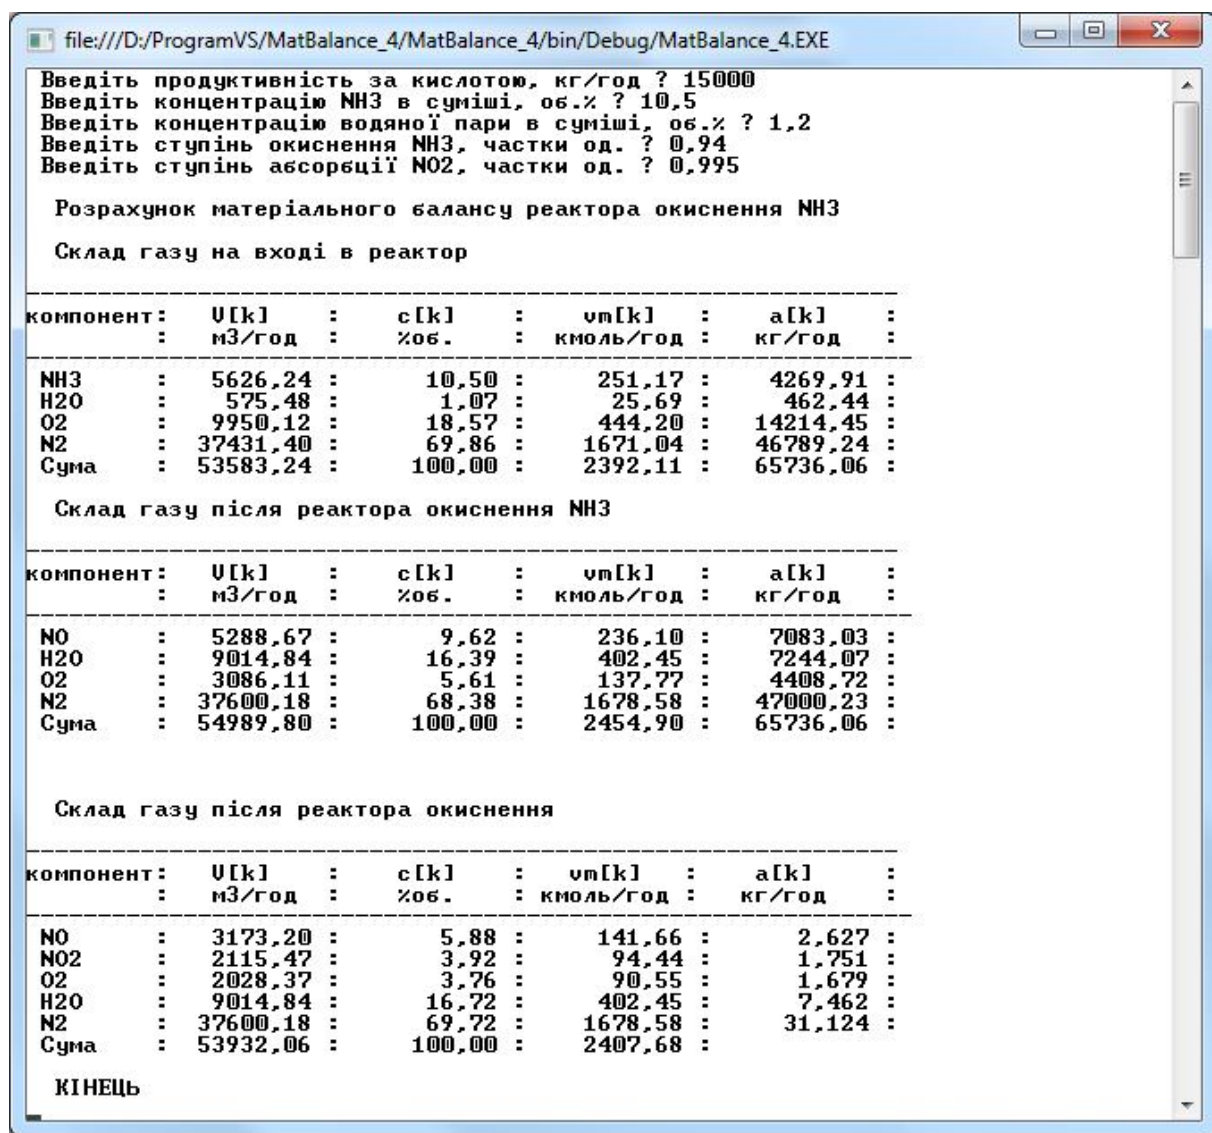 file:///D:/ProgramVS/MatBalance_4/MatBalance_4/bin/Debug/MatBalance_4.EXE
Введіть продуктивність за кислотою, кг/год ? 15000
Введіть концентрацію NH3 в суміші, об.% ? 10,5
Введіть концентрацію водяної пари в суміші, об.% ? 1,2
Введіть ступінь окиснення NH3, частки од. ? 0,94
Введіть ступінь абсорбції NO2, частки од. ? 0,995
Розрахунок матеріального балансу реактора окиснення NH3
Склад газу на вході в реактор
компонент: V[k] : c[k] : vm[k] : a[k] :
: м3/год : %об. : кмоль/год : кг/год :
NH3 : 5626,24 : 10,50 : 251,17 : 4269,91 :
H2O : 575,48 : 1,07 : 25,69 : 462,44 :
O2 : 9950,12 : 18,57 : 444,20 : 14214,45 :
N2 : 37431,40 : 69,86 : 1671,04 : 46789,24 :
Сума : 53583,24 : 100,00 : 2392,11 : 65736,06 :
Склад газу після реактора окиснення NH3
компонент: V[k] : c[k] : vm[k] : a[k] :
: м3/год : %об. : кмоль/год : кг/год :
NO : 5288,67 : 9,62 : 236,10 : 7083,03 :
H2O : 9014,84 : 16,39 : 402,45 : 7244,07 :
O2 : 3086,11 : 5,61 : 137,77 : 4408,72 :
N2 : 37600,18 : 68,38 : 1678,58 : 47000,23 :
Сума : 54989,80 : 100,00 : 2454,90 : 65736,06 :
Склад газу після реактора окиснення
компонент: V[k] : c[k] : vm[k] : a[k] :
: м3/год : %об. : кмоль/год : кг/год :
NO : 3173,20 : 5,88 : 141,66 : 2,627 :
NO2 : 2115,47 : 3,92 : 94,44 : 1,751 :
O2 : 2028,37 : 3,76 : 90,55 : 1,679 :
H2O : 9014,84 : 16,72 : 402,45 : 7,462 :
N2 : 37600,18 : 69,72 : 1678,58 : 31,124 :
Сума : 53932,06 : 100,00 : 2407,68 :
КІНЕЦЬ